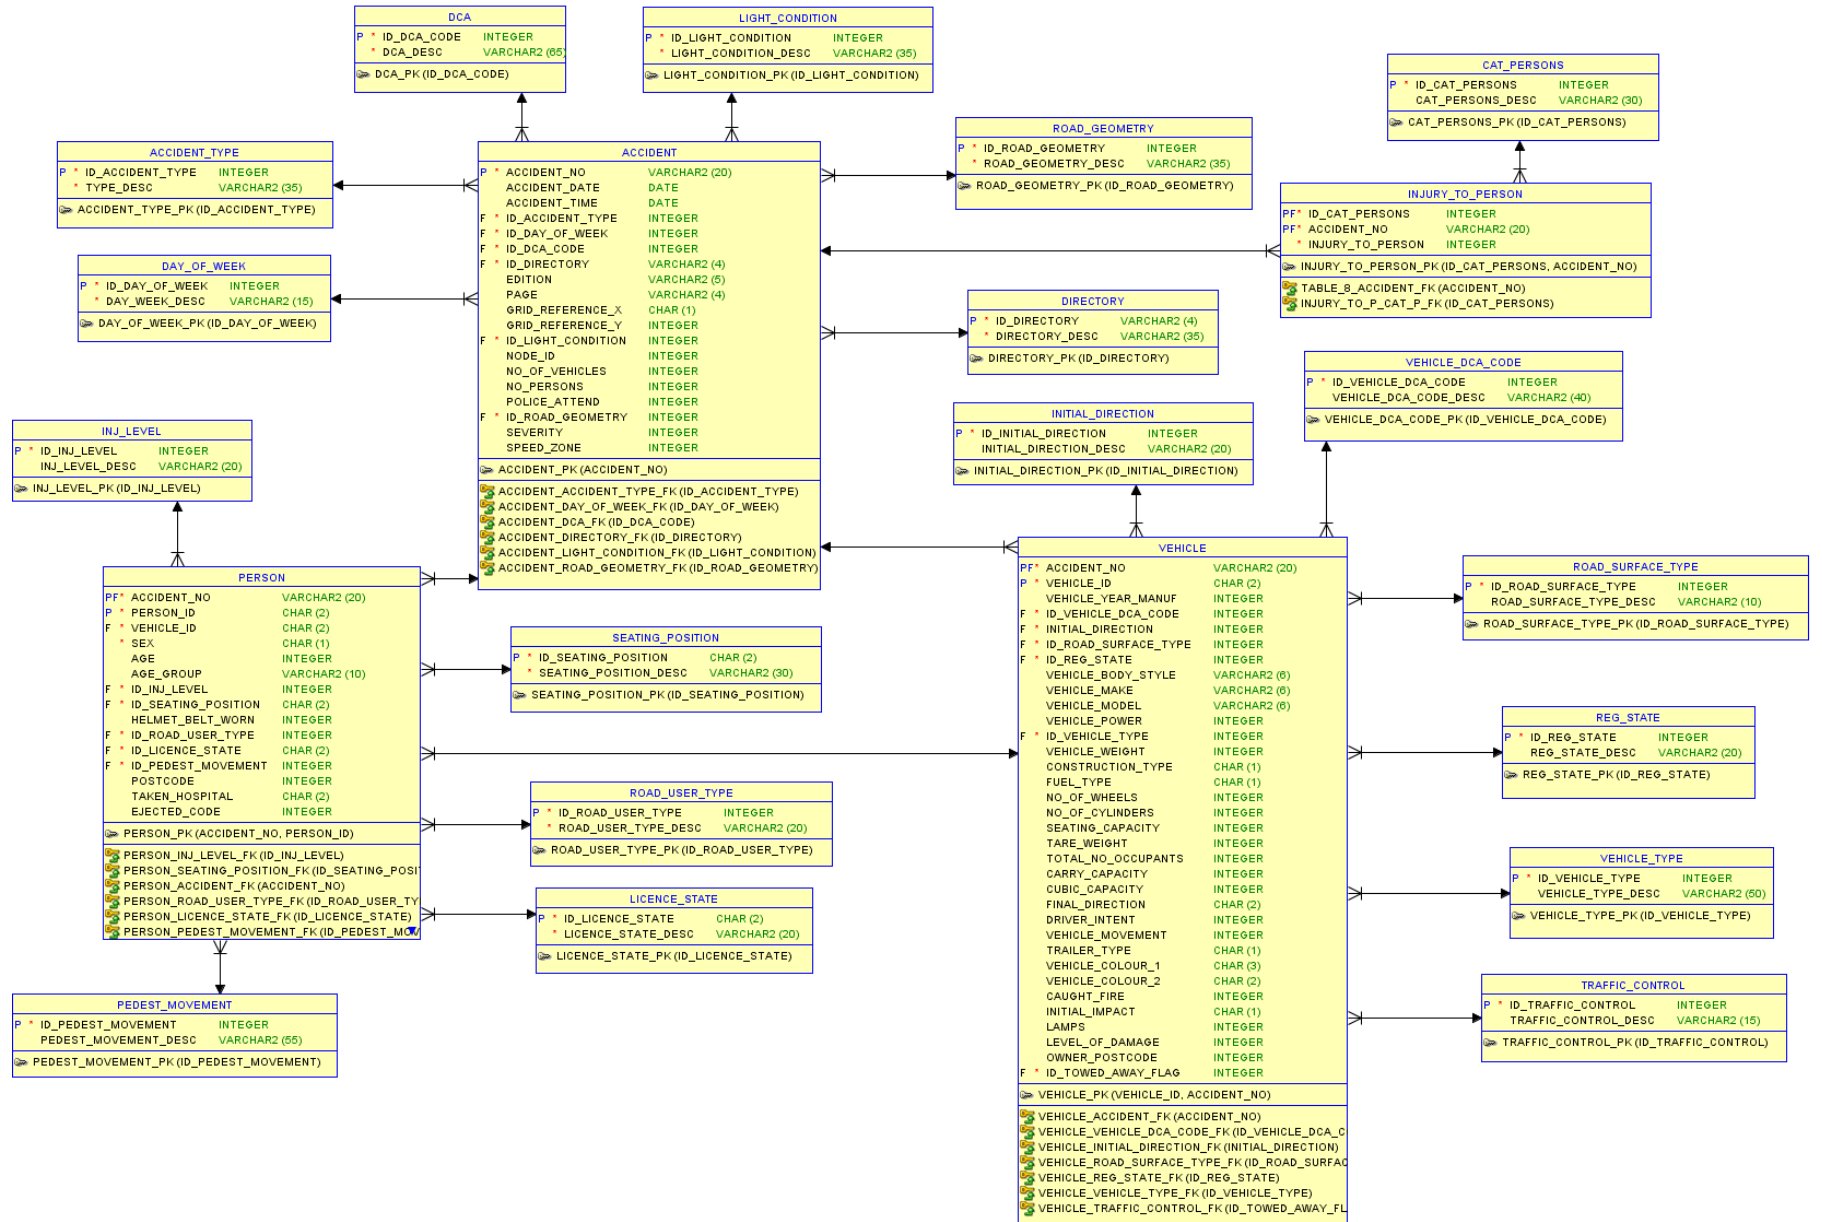 DCA
P * ID_DCA_CODE INTEGER
* DCA_DESC VARCHAR2 (65)
DCA_PK (ID_DCA_CODE)
LIGHT_CONDITION
P * ID_LIGHT_CONDITION INTEGER
* LIGHT_CONDITION_DESC VARCHAR2 (35)
LIGHT_CONDITION_PK (ID_LIGHT_CONDITION)
CAT_PERSONS
P * ID_CAT_PERSONS INTEGER
CAT_PERSONS_DESC VARCHAR2 (30)
CAT_PERSONS_PK (ID_CAT_PERSONS)
ACCIDENT_TYPE
P * ID_ACCIDENT_TYPE INTEGER
* TYPE_DESC VARCHAR2 (35)
ACCIDENT_TYPE_PK (ID_ACCIDENT_TYPE)
ACCIDENT
P * ACCIDENT_NO VARCHAR2 (20)
ACCIDENT_DATE DATE
ACCIDENT_TIME DATE
F * ID_ACCIDENT_TYPE INTEGER
F * ID_DAY_OF_WEEK INTEGER
F * ID_DCA_CODE INTEGER
F * ID_DIRECTORY VARCHAR2 (4)
EDITION VARCHAR2 (5)
PAGE VARCHAR2 (4)
GRID_REFERENCE_X CHAR (1)
GRID_REFERENCE_Y INTEGER
F * ID_LIGHT_CONDITION INTEGER
NODE_ID INTEGER
NO_OF_VEHICLES INTEGER
NO_PERSONS INTEGER
POLICE_ATTEND INTEGER
F * ID_ROAD_GEOMETRY INTEGER
SEVERITY INTEGER
SPEED_ZONE INTEGER
ACCIDENT_PK (ACCIDENT_NO)
ACCIDENT_ACCIDENT_TYPE_FK (ID_ACCIDENT_TYPE)
ACCIDENT_DAY_OF_WEEK_FK (ID_DAY_OF_WEEK)
ACCIDENT_DCA_FK (ID_DCA_CODE)
ACCIDENT_DIRECTORY_FK (ID_DIRECTORY)
ACCIDENT_LIGHT_CONDITION_FK (ID_LIGHT_CONDITION)
ACCIDENT_ROAD_GEOMETRY_FK (ID_ROAD_GEOMETRY)
ROAD_GEOMETRY
P * ID_ROAD_GEOMETRY INTEGER
* ROAD_GEOMETRY_DESC VARCHAR2 (35)
ROAD_GEOMETRY_PK (ID_ROAD_GEOMETRY)
INJURY_TO_PERSON
PF* ID_CAT_PERSONS INTEGER
PF* ACCIDENT_NO VARCHAR2 (20)
* INJURY_TO_PERSON INTEGER
INJURY_TO_PERSON_PK (ID_CAT_PERSONS, ACCIDENT_NO)
TABLE_8_ACCIDENT_FK (ACCIDENT_NO)
INJURY_TO_P_CAT_P_FK (ID_CAT_PERSONS)
DAY_OF_WEEK
P * ID_DAY_OF_WEEK INTEGER
* DAY_WEEK_DESC VARCHAR2 (15)
DAY_OF_WEEK_PK (ID_DAY_OF_WEEK)
DIRECTORY
P * ID_DIRECTORY VARCHAR2 (4)
* DIRECTORY_DESC VARCHAR2 (35)
DIRECTORY_PK (ID_DIRECTORY)
VEHICLE_DCA_CODE
P * ID_VEHICLE_DCA_CODE INTEGER
VEHICLE_DCA_CODE_DESC VARCHAR2 (40)
VEHICLE_DCA_CODE_PK (ID_VEHICLE_DCA_CODE)
INJ_LEVEL
P * ID_INJ_LEVEL INTEGER
INJ_LEVEL_DESC VARCHAR2 (20)
INJ_LEVEL_PK (ID_INJ_LEVEL)
INITIAL_DIRECTION
P * ID_INITIAL_DIRECTION INTEGER
INITIAL_DIRECTION_DESC VARCHAR2 (20)
INITIAL_DIRECTION_PK (ID_INITIAL_DIRECTION)
PERSON
PF* ACCIDENT_NO VARCHAR2 (20)
P * PERSON_ID CHAR (2)
F * VEHICLE_ID CHAR (2)
* SEX CHAR (1)
AGE INTEGER
AGE_GROUP VARCHAR2 (10)
F * ID_INJ_LEVEL INTEGER
F * ID_SEATING_POSITION CHAR (2)
HELMET_BELT_WORN INTEGER
F * ID_ROAD_USER_TYPE INTEGER
F * ID_LICENCE_STATE CHAR (2)
F * ID_PEDEST_MOVEMENT INTEGER
POSTCODE INTEGER
TAKEN_HOSPITAL CHAR (2)
EJECTED_CODE INTEGER
PERSON_PK (ACCIDENT_NO, PERSON_ID)
PERSON_INJ_LEVEL_FK (ID_INJ_LEVEL)
PERSON_SEATING_POSITION_FK (ID_SEATING_POSI
PERSON_ACCIDENT_FK (ACCIDENT_NO)
PERSON_ROAD_USER_TYPE_FK (ID_ROAD_USER_TY
PERSON_LICENCE_STATE_FK (ID_LICENCE_STATE)
PERSON_PEDEST_MOVEMENT_FK (ID_PEDEST_MOV
SEATING_POSITION
P * ID_SEATING_POSITION CHAR (2)
* SEATING_POSITION_DESC VARCHAR2 (30)
SEATING_POSITION_PK (ID_SEATING_POSITION)
ROAD_USER_TYPE
P * ID_ROAD_USER_TYPE INTEGER
* ROAD_USER_TYPE_DESC VARCHAR2 (20)
ROAD_USER_TYPE_PK (ID_ROAD_USER_TYPE)
LICENCE_STATE
P * ID_LICENCE_STATE CHAR (2)
* LICENCE_STATE_DESC VARCHAR2 (20)
LICENCE_STATE_PK (ID_LICENCE_STATE)
PEDEST_MOVEMENT
P * ID_PEDEST_MOVEMENT INTEGER
PEDEST_MOVEMENT_DESC VARCHAR2 (55)
PEDEST_MOVEMENT_PK (ID_PEDEST_MOVEMENT)
VEHICLE
PF* ACCIDENT_NO VARCHAR2 (20)
P * VEHICLE_ID CHAR (2)
VEHICLE_YEAR_MANUF INTEGER
F * ID_VEHICLE_DCA_CODE INTEGER
F * INITIAL_DIRECTION INTEGER
F * ID_ROAD_SURFACE_TYPE INTEGER
F * ID_REG_STATE INTEGER
VEHICLE_BODY_STYLE VARCHAR2 (6)
VEHICLE_MAKE VARCHAR2 (6)
VEHICLE_MODEL VARCHAR2 (6)
VEHICLE_POWER INTEGER
F * ID_VEHICLE_TYPE INTEGER
VEHICLE_WEIGHT INTEGER
CONSTRUCTION_TYPE CHAR (1)
FUEL_TYPE CHAR (1)
NO_OF_WHEELS INTEGER
NO_OF_CYLINDERS INTEGER
SEATING_CAPACITY INTEGER
TARE_WEIGHT INTEGER
TOTAL_NO_OCCUPANTS INTEGER
CARRY_CAPACITY INTEGER
CUBIC_CAPACITY INTEGER
FINAL_DIRECTION CHAR (2)
DRIVER_INTENT INTEGER
VEHICLE_MOVEMENT INTEGER
TRAILER_TYPE CHAR (1)
VEHICLE_COLOUR_1 CHAR (3)
VEHICLE_COLOUR_2 CHAR (2)
CAUGHT_FIRE INTEGER
INITIAL_IMPACT CHAR (1)
LAMPS INTEGER
LEVEL_OF_DAMAGE INTEGER
OWNER_POSTCODE INTEGER
F * ID_TOWED_AWAY_FLAG INTEGER
VEHICLE_PK (VEHICLE_ID, ACCIDENT_NO)
VEHICLE_ACCIDENT_FK (ACCIDENT_NO)
VEHICLE_VEHICLE_DCA_CODE_FK (ID_VEHICLE_DCA_C
VEHICLE_INITIAL_DIRECTION_FK (INITIAL_DIRECTION)
VEHICLE_ROAD_SURFACE_TYPE_FK (ID_ROAD_SURFAC
VEHICLE_REG_STATE_FK (ID_REG_STATE)
VEHICLE_VEHICLE_TYPE_FK (ID_VEHICLE_TYPE)
VEHICLE_TRAFFIC_CONTROL_FK (ID_TOWED_AWAY_FL
ROAD_SURFACE_TYPE
P * ID_ROAD_SURFACE_TYPE INTEGER
ROAD_SURFACE_TYPE_DESC VARCHAR2 (10)
ROAD_SURFACE_TYPE_PK (ID_ROAD_SURFACE_TYPE)
REG_STATE
P * ID_REG_STATE INTEGER
REG_STATE_DESC VARCHAR2 (20)
REG_STATE_PK (ID_REG_STATE)
VEHICLE_TYPE
P * ID_VEHICLE_TYPE INTEGER
VEHICLE_TYPE_DESC VARCHAR2 (50)
VEHICLE_TYPE_PK (ID_VEHICLE_TYPE)
TRAFFIC_CONTROL
P * ID_TRAFFIC_CONTROL INTEGER
TRAFFIC_CONTROL_DESC VARCHAR2 (15)
TRAFFIC_CONTROL_PK (ID_TRAFFIC_CONTROL)